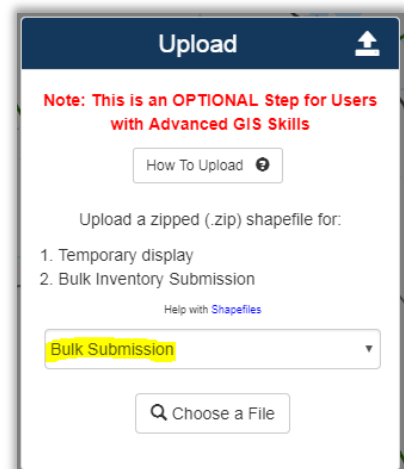 Upload
Note: This is an OPTIONAL Step for Users
with Advanced GIS Skills
How To Upload
Upload a zipped (.zip) shapefile for:
1. Temporary display
2. Bulk Inventory Submission
Help with Shapefiles
Bulk Submission
Choose a File